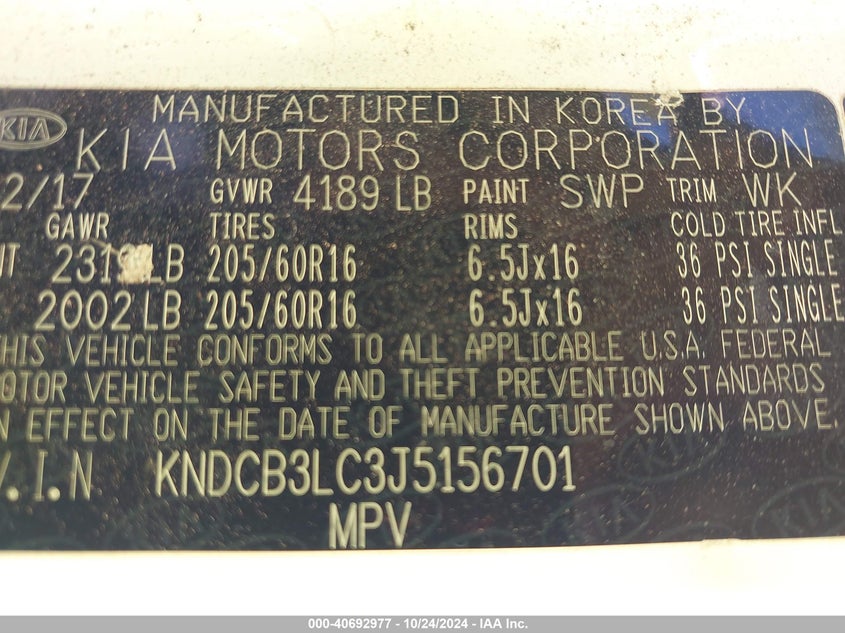 MANUFACTURED IN KOREA BY
KIA KIA MOTORS CORPORATION
2/17 GVWR 4189 LB PAINT SWP TRIM WK
GAWR TIRES RIMS COLD TIRE INFL
NT LB 205/60R16 6.5Jx16 36 PSI SINGLE
2002 LB 205/60R16 6.5Jx16 36 PSI SINGLE
THIS VEHICLE CONFORMS TO ALL APPLICABLE U.S.A. FEDERAL
OTOR VEHICLE SAFETY AND THEFT PREVENTION STANDARDS
N EFFECT ON THE DATE OF MANUFACTURE SHOWN ABOVE.
V.I.N KNDCB3LC3J5156701
MPV
000-40692977 - 10/24/2024 - IAA Inc.